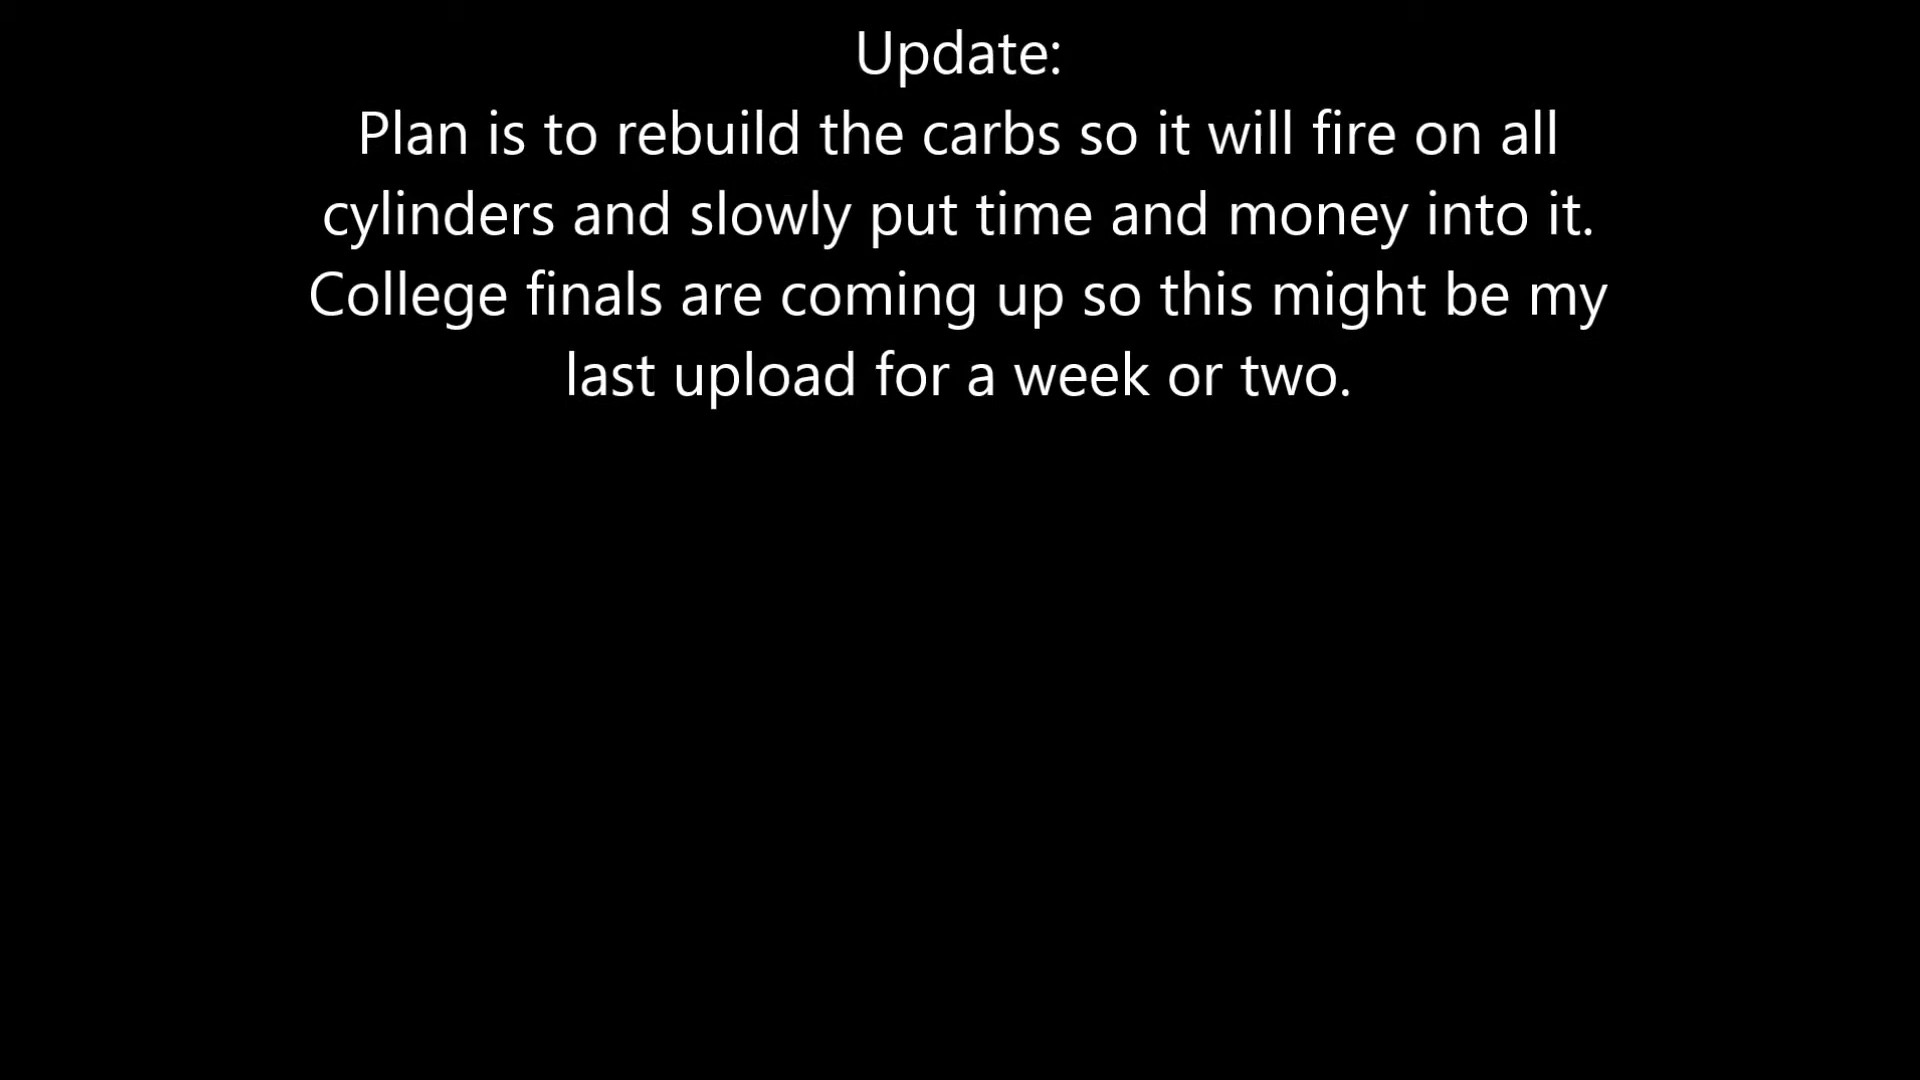 Update:
Plan is to rebuild the carbs so it will fire on all
cylinders and slowly put time and money into it.
College finals are coming up so this might be my
last upload for a week or two.